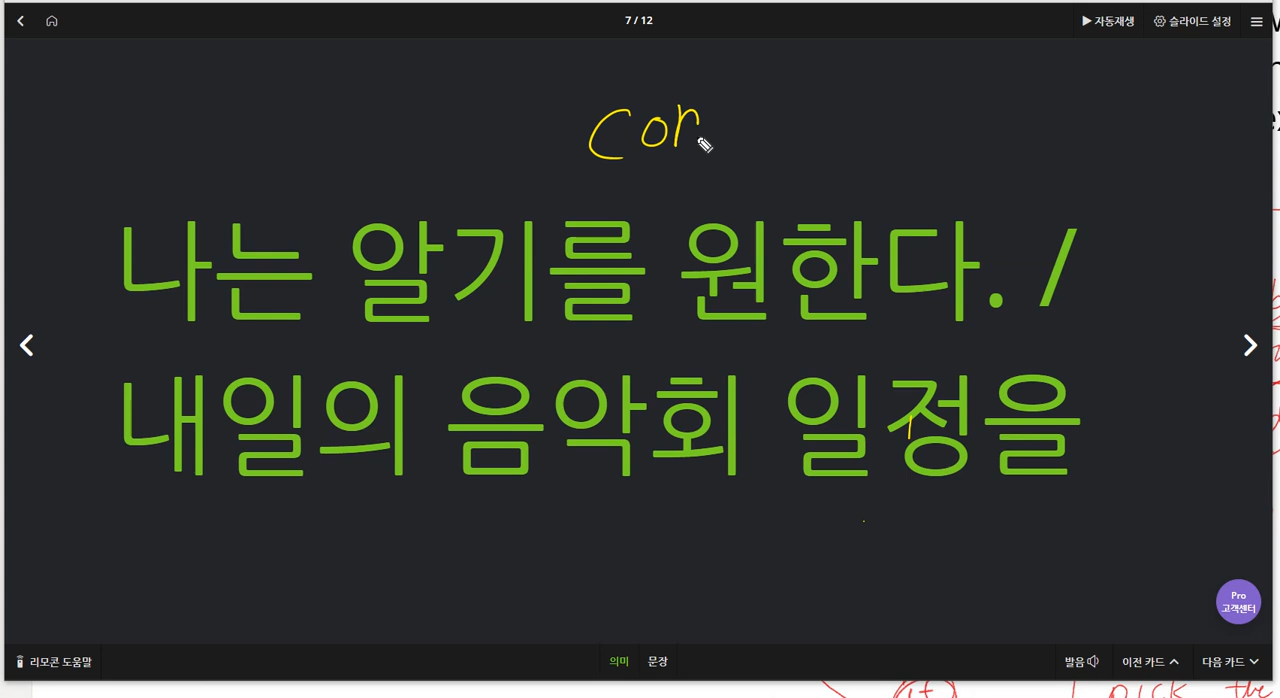 7 / 12
자동재생
슬라이드 설정
con
나는 알기를 원한다. /
내일의 음악회 일정을
Pro
고객센터
리모콘 도움말
의미
문장
발음
이전 카드
다음 카드
I pick the